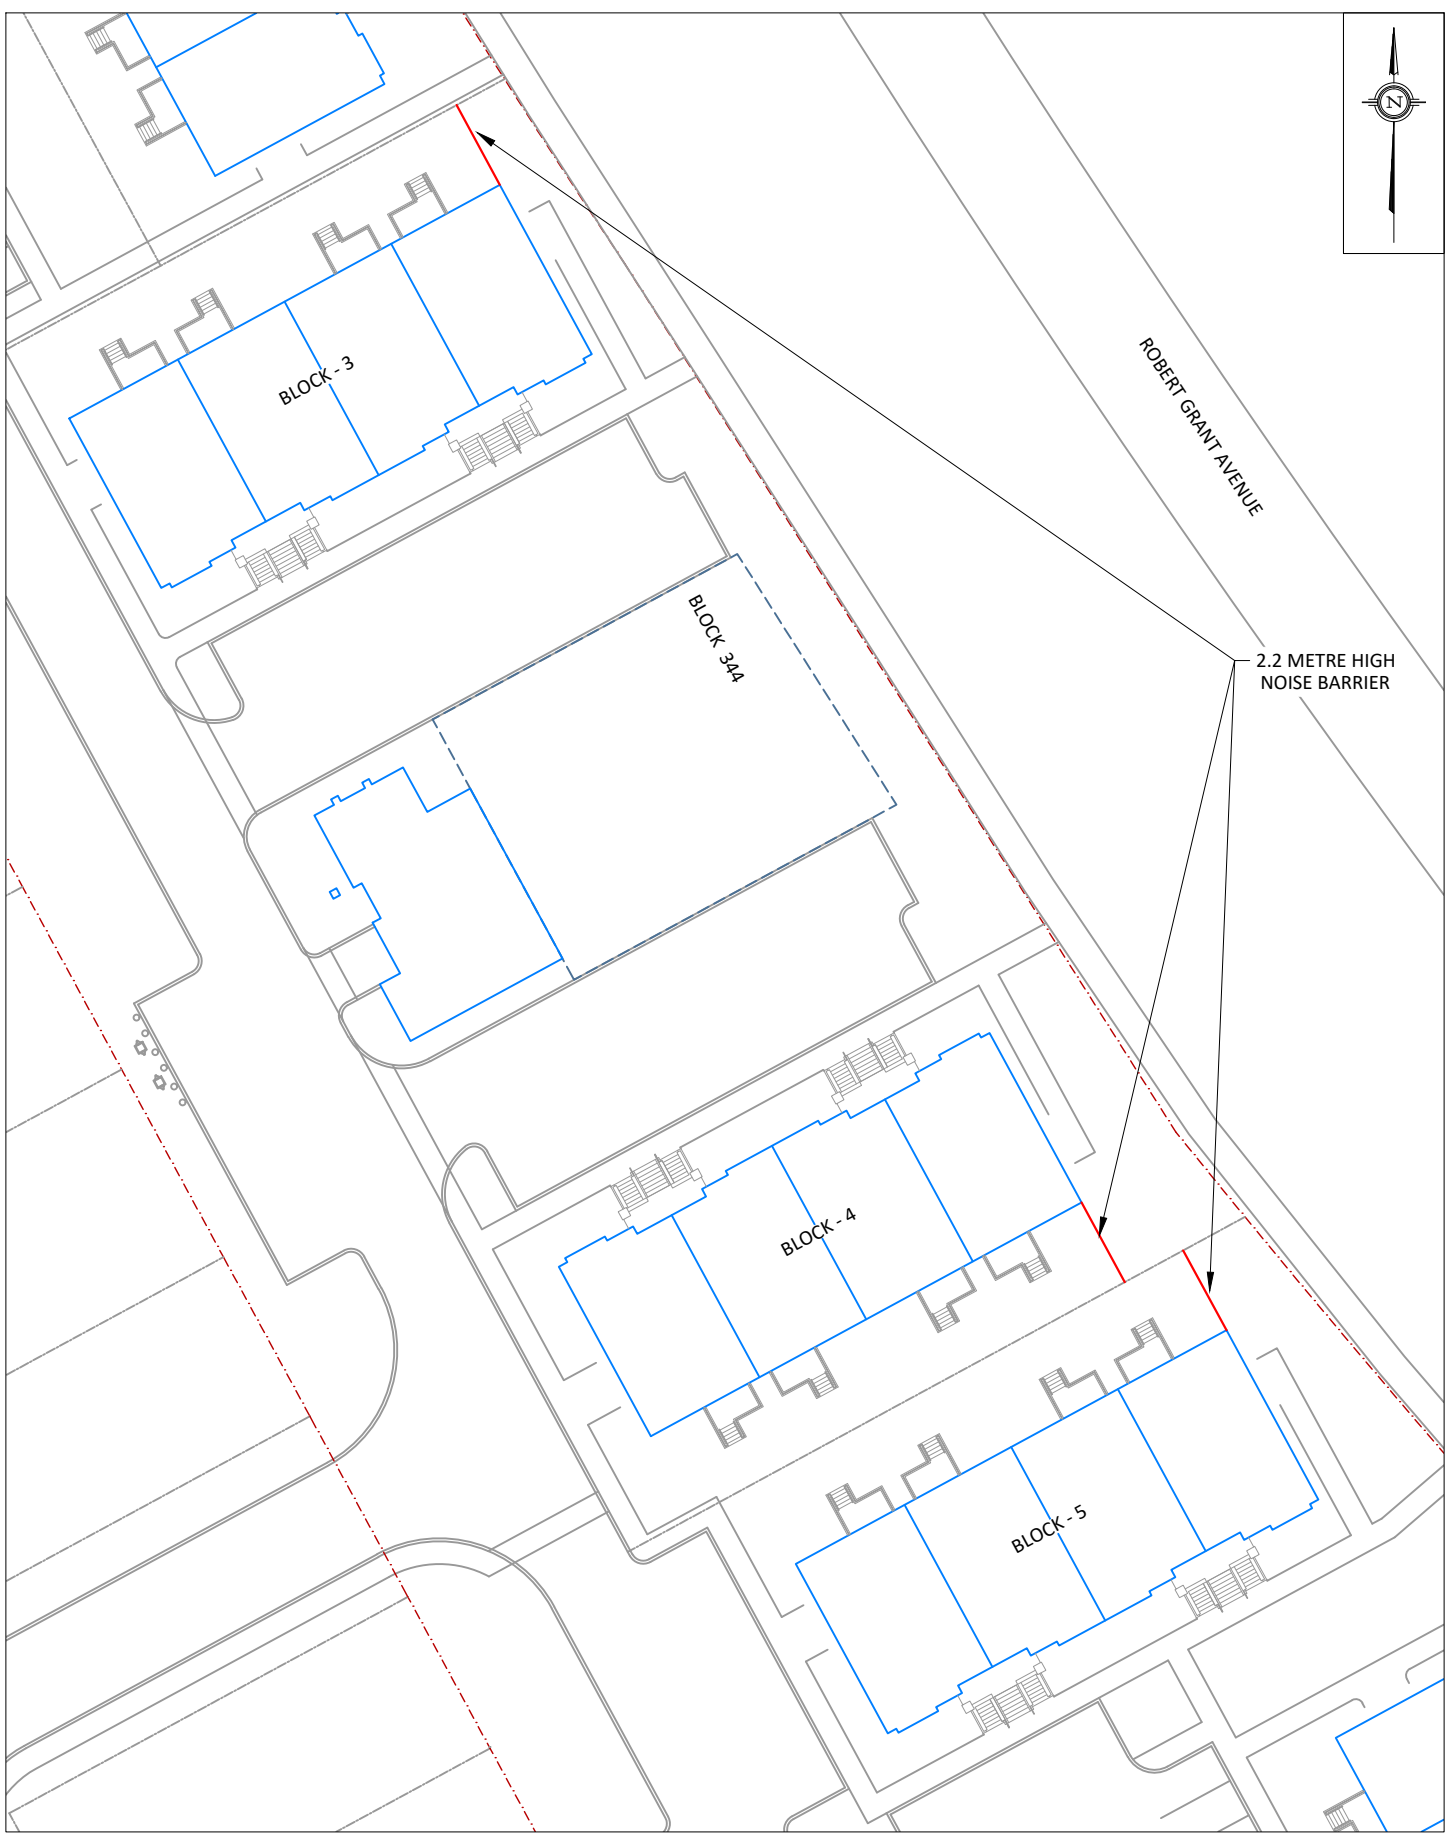 N
BLOCK - 3
ROBERT GRANT AVENUE
BLOCK 344
2.2 METRE HIGH
NOISE BARRIER
BLOCK - 4
BLOCK - 5